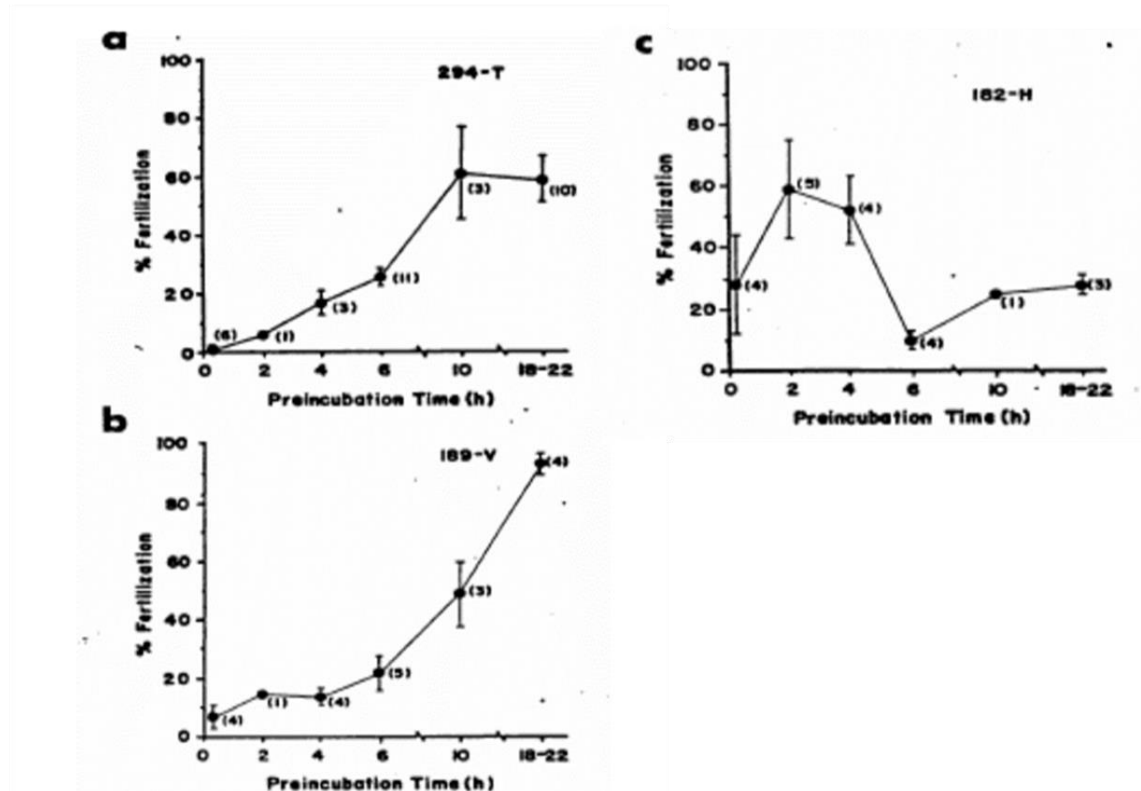 a
294-T
100
80
60
40
20
0
% Fertilization
(6)
(1)
(3)
(11)
(3)
(10)
0 2 4 6 10 18-22
Preincubation Time (h)
b
189-V
100
80
60
40
20
0
% Fertilization
(4)
(1)
(4)
(5)
(3)
(4)
0 2 4 6 10 18-22
Preincubation Time (h)
c
182-H
100
80
60
40
20
0
% Fertilization
(4)
(5)
(4)
(4)
(1)
(3)
0 2 4 6 10 18-22
Preincubation Time (h)